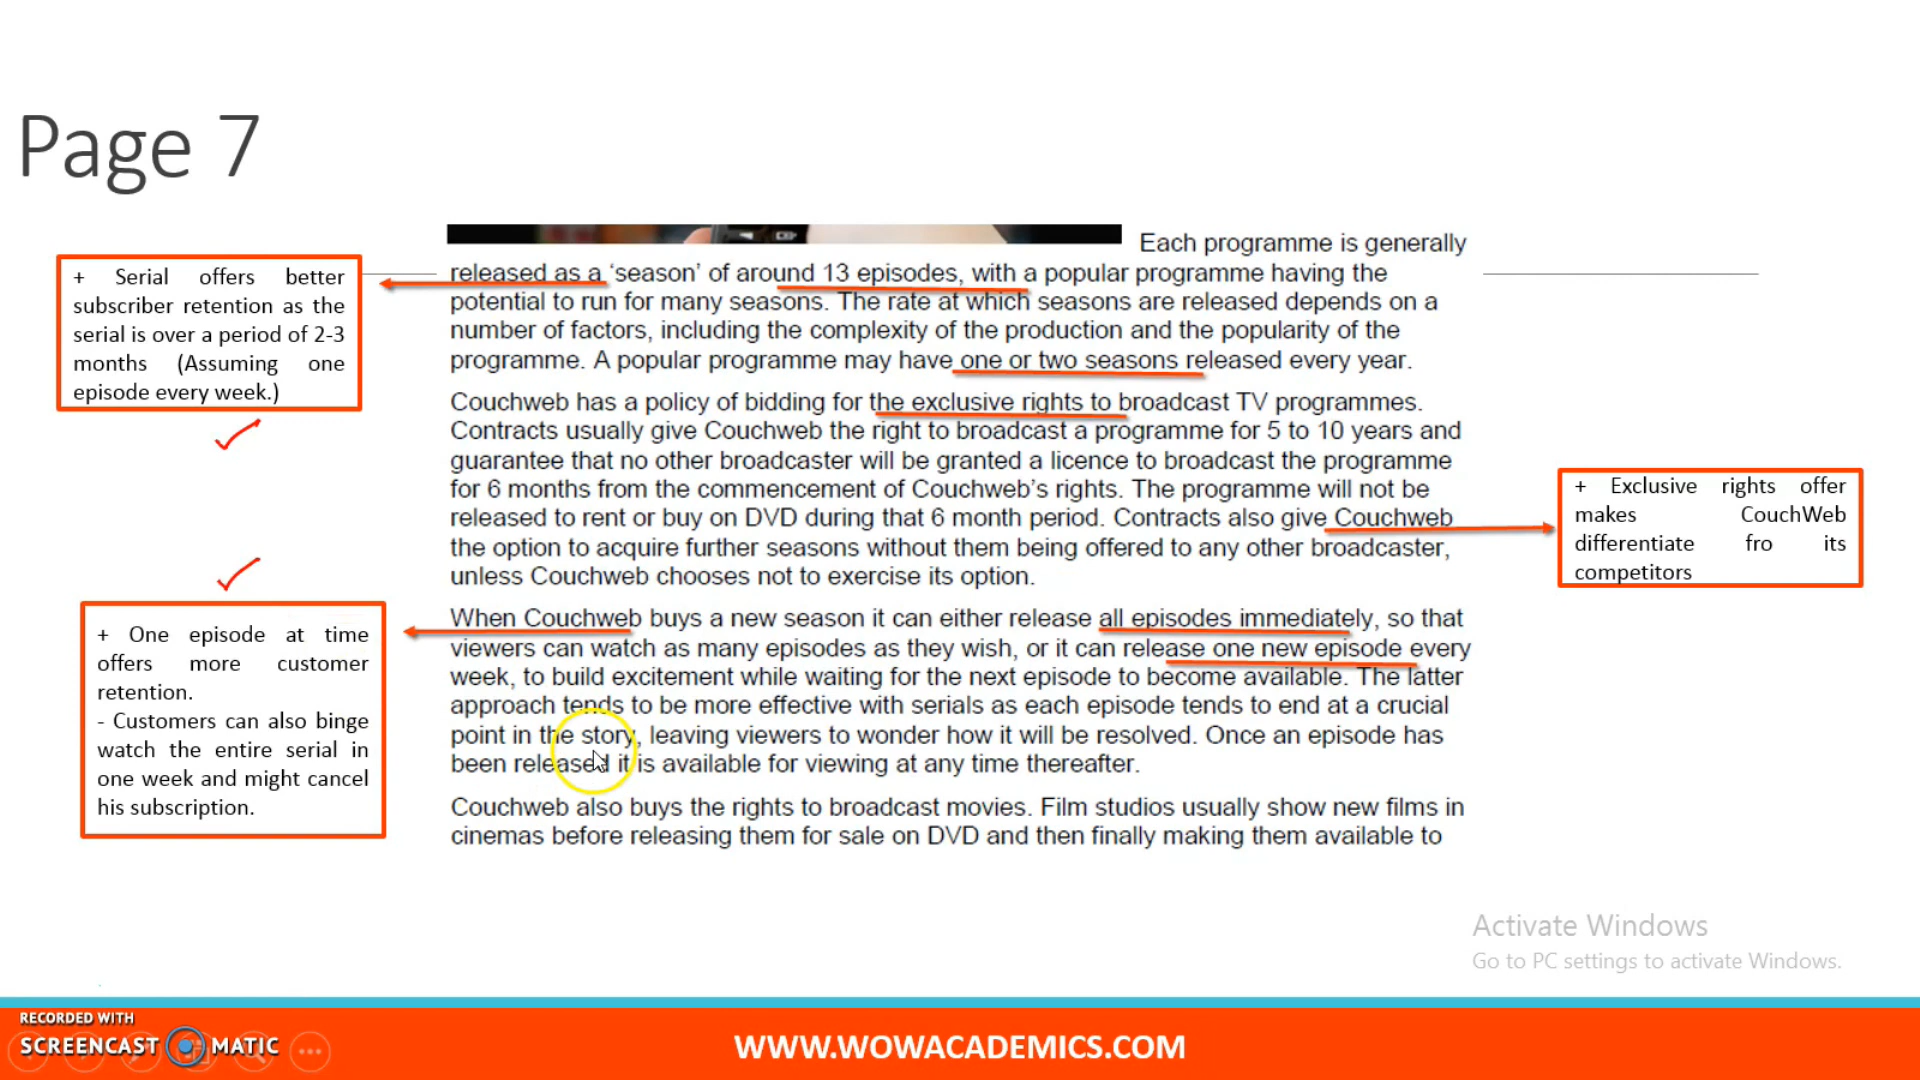 Page 7
Each programme is generally
released as a ‘season’ of around 13 episodes, with a popular programme having the
potential to run for many seasons. The rate at which seasons are released depends on a
number of factors, including the complexity of the production and the popularity of the
programme. A popular programme may have one or two seasons released every year.
Couchweb has a policy of bidding for the exclusive rights to broadcast TV programmes.
Contracts usually give Couchweb the right to broadcast a programme for 5 to 10 years and
guarantee that no other broadcaster will be granted a licence to broadcast the programme
for 6 months from the commencement of Couchweb’s rights. The programme will not be
released to rent or buy on DVD during that 6 month period. Contracts also give Couchweb
the option to acquire further seasons without them being offered to any other broadcaster,
unless Couchweb chooses not to exercise its option.
When Couchweb buys a new season it can either release all episodes immediately, so that
viewers can watch as many episodes as they wish, or it can release one new episode every
week, to build excitement while waiting for the next episode to become available. The latter
approach tends to be more effective with serials as each episode tends to end at a crucial
point in the story, leaving viewers to wonder how it will be resolved. Once an episode has
been released it is available for viewing at any time thereafter.
Couchweb also buys the rights to broadcast movies. Film studios usually show new films in
cinemas before releasing them for sale on DVD and then finally making them available to
+ Serial offers better
subscriber retention as the
serial is over a period of 2-3
months (Assuming one
episode every week.)
+ One episode at time
offers more customer
retention.
- Customers can also binge
watch the entire serial in
one week and might cancel
his subscription.
+ Exclusive rights offer
makes CouchWeb
differentiate fro its
competitors
Activate Windows
Go to PC settings to activate Windows.
RECORDED WITH
SCREENCAST MATIC
WWW.WOWACADEMICS.COM